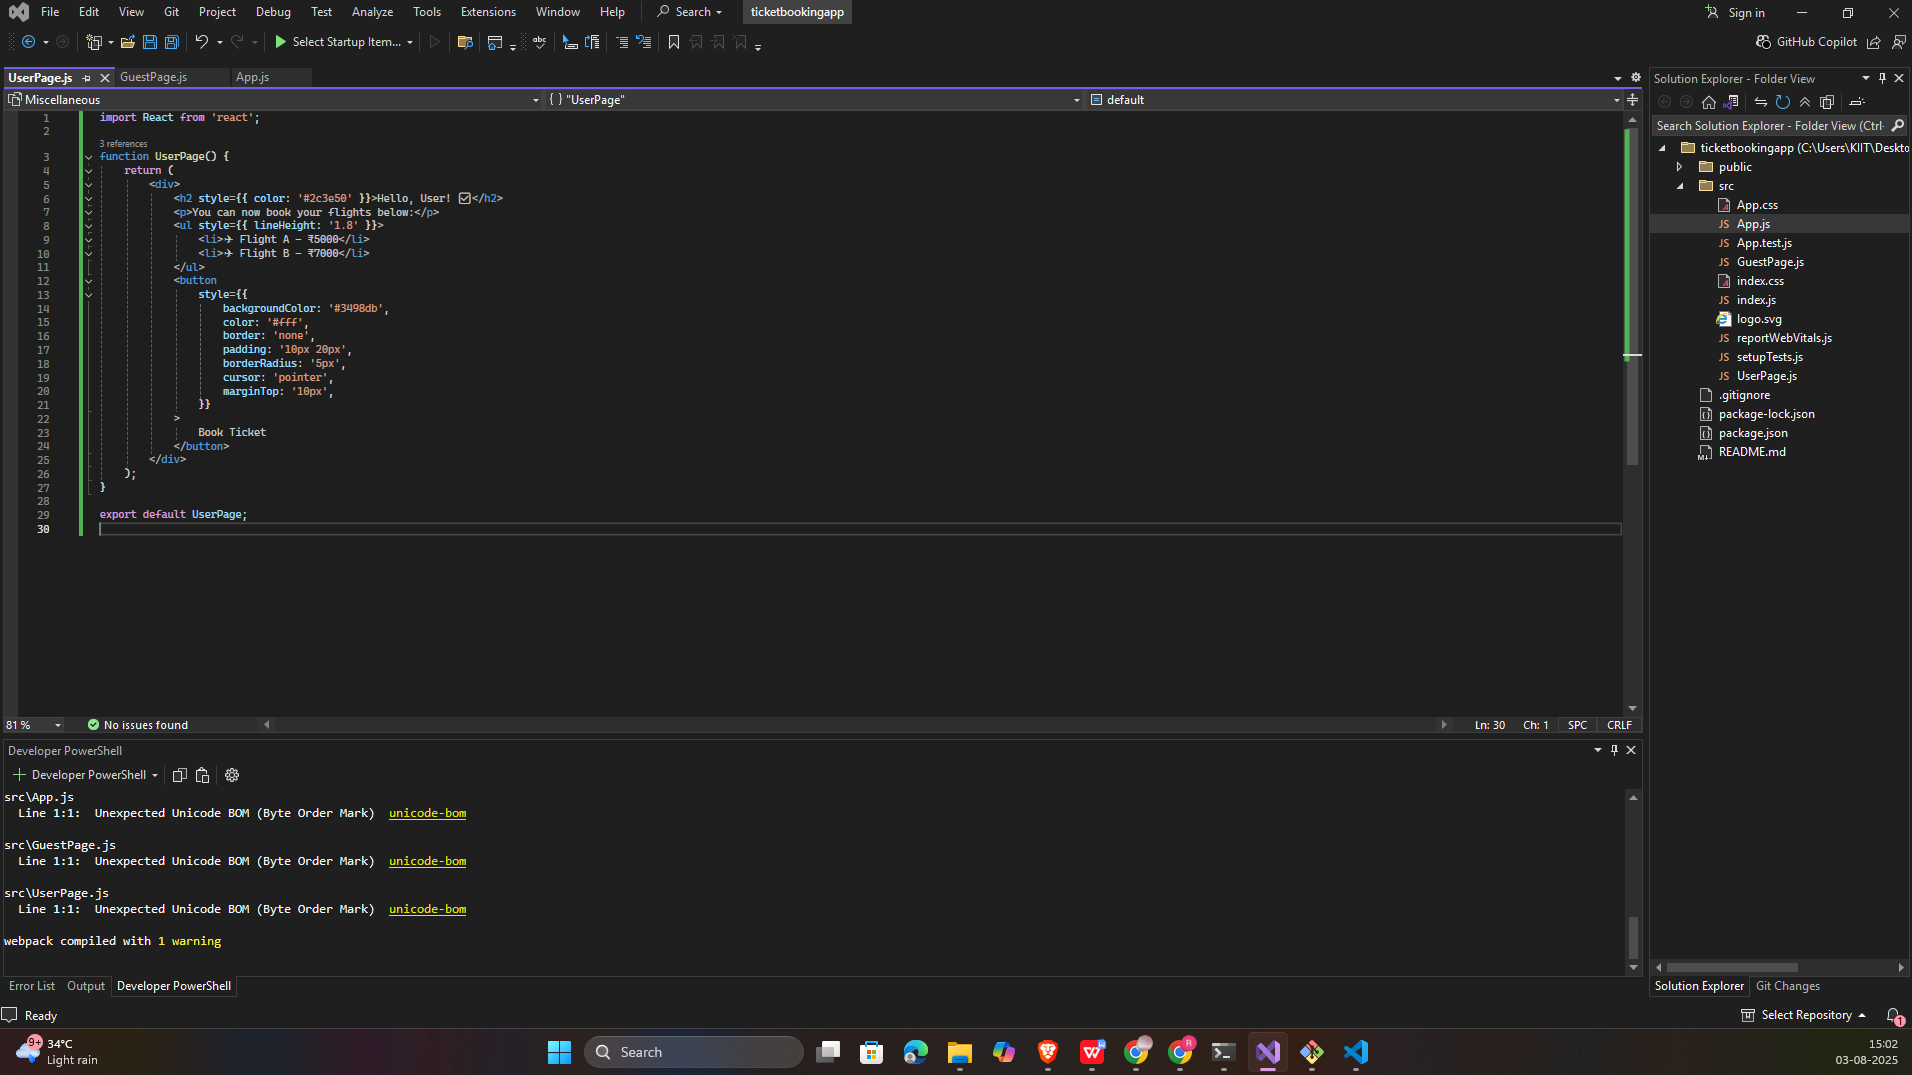 File Edit View Git Project Debug Test Analyze Tools Extensions Window Help Search ticketbookingapp Sign in
Select Startup Item... GitHub Copilot
UserPage.js GuestPage.js App.js
Miscellaneous { } "UserPage" default
1 import React from 'react';
2
3 references
3 function UserPage() {
4 return (
5 <div>
6 <h2 style={{ color: '#2c3e50' }}>Hello, User! ☑</h2>
7 <p>You can now book your flights below:</p>
8 <ul style={{ lineHeight: '1.8' }}>
9 <li>✈ Flight A – ₹5000</li>
10 <li>✈ Flight B – ₹7000</li>
11 </ul>
12 <button
13 style={{
14 backgroundColor: '#3498db',
15 color: '#fff',
16 border: 'none',
17 padding: '10px 20px',
18 borderRadius: '5px',
19 cursor: 'pointer',
20 marginTop: '10px',
21 }}
22 >
23 Book Ticket
24 </button>
25 </div>
26 );
27 }
28
29 export default UserPage;
30
81 % No issues found Ln: 30 Ch: 1 SPC CRLF
Developer PowerShell
Developer PowerShell
src\App.js
Line 1:1: Unexpected Unicode BOM (Byte Order Mark) unicode-bom
src\GuestPage.js
Line 1:1: Unexpected Unicode BOM (Byte Order Mark) unicode-bom
src\UserPage.js
Line 1:1: Unexpected Unicode BOM (Byte Order Mark) unicode-bom
webpack compiled with 1 warning
Error List Output Developer PowerShell
Solution Explorer - Folder View
Search Solution Explorer - Folder View (Ctrl-
ticketbookingapp (C:\Users\KIIT\Deskto
public
src
App.css
JS App.js
JS App.test.js
JS GuestPage.js
index.css
JS index.js
logo.svg
JS reportWebVitals.js
JS setupTests.js
JS UserPage.js
.gitignore
package-lock.json
package.json
README.md
Solution Explorer Git Changes
Ready Select Repository 1
9+ 34°C
Light rain
Search
15:02
03-08-2025